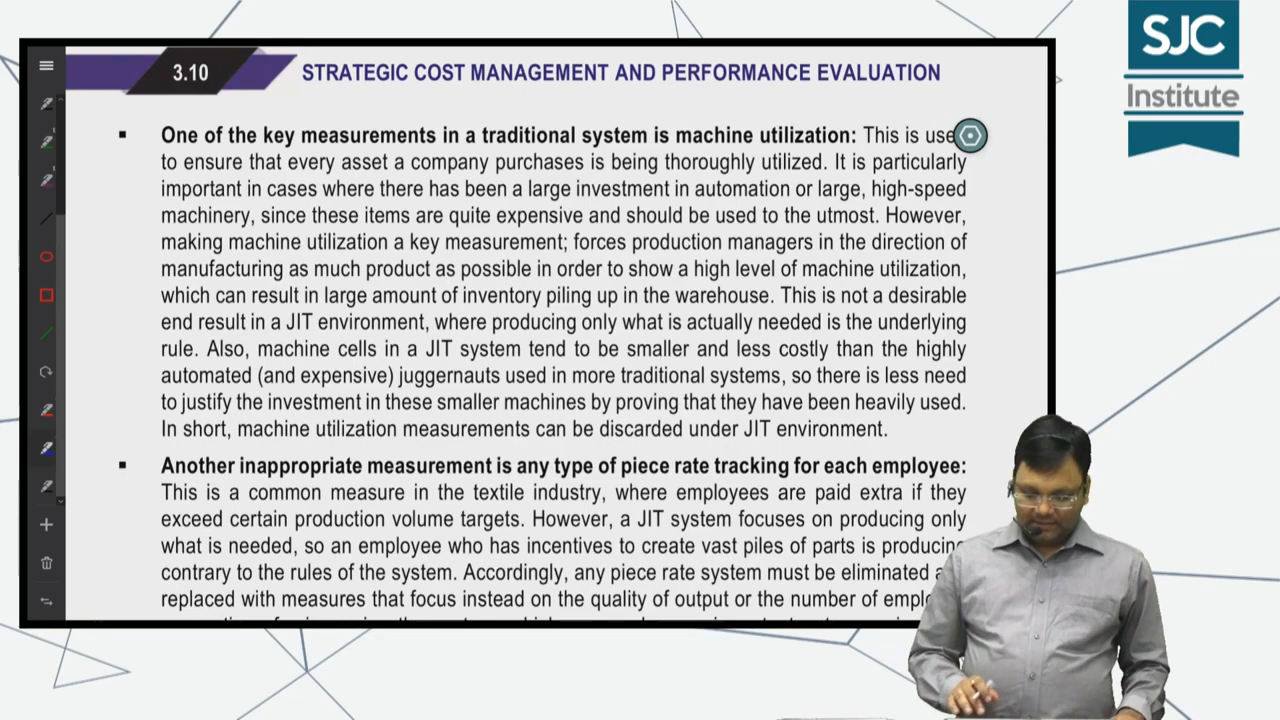 SJC
Institute
3.10
STRATEGIC COST MANAGEMENT AND PERFORMANCE EVALUATION
▪ One of the key measurements in a traditional system is machine utilization: This is
to ensure that every asset a company purchases is being thoroughly utilized. It is particularly
important in cases where there has been a large investment in automation or large, high-speed
machinery, since these items are quite expensive and should be used to the utmost. However,
making machine utilization a key measurement; forces production managers in the direction of
manufacturing as much product as possible in order to show a high level of machine utilization,
which can result in large amount of inventory piling up in the warehouse. This is not a desirable
end result in a JIT environment, where producing only what is actually needed is the underlying
rule. Also, machine cells in a JIT system tend to be smaller and less costly than the highly
automated (and expensive) juggernauts used in more traditional systems, so there is less need
to justify the investment in these smaller machines by proving that they have been heavily used.
In short, machine utilization measurements can be discarded under JIT environment.
▪ Another inappropriate measurement is any type of piece rate tracking for each employee:
This is a common measure in the textile industry, where employees are paid extra if they
exceed certain production volume targets. However, a JIT system focuses on producing only
what is needed, so an employee who has incentives to create vast piles of parts is producing
contrary to the rules of the system. Accordingly, any piece rate system must be eliminated
replaced with measures that focus instead on the quality of output or the number of